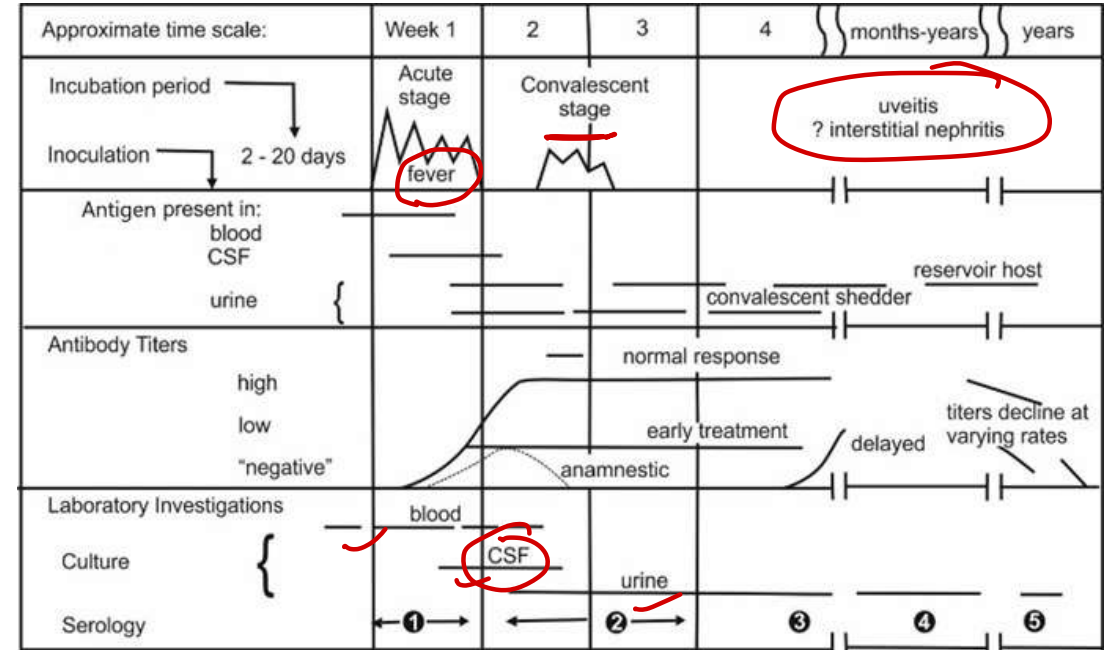 Approximate time scale: Week 1 2 3 4 months-years years
Incubation period
Inoculation 2 - 20 days
Acute
stage
fever
Convalescent
stage
uveitis
? interstitial nephritis
Antigen present in:
blood
CSF
urine {
reservoir host
convalescent shedder
Antibody Titers
high
low
"negative"
normal response
early treatment
anamnestic
delayed
titers decline at
varying rates
Laboratory Investigations
Culture {
blood
CSF
urine
Serology ❶ ❷ ❸ ❹ ❺